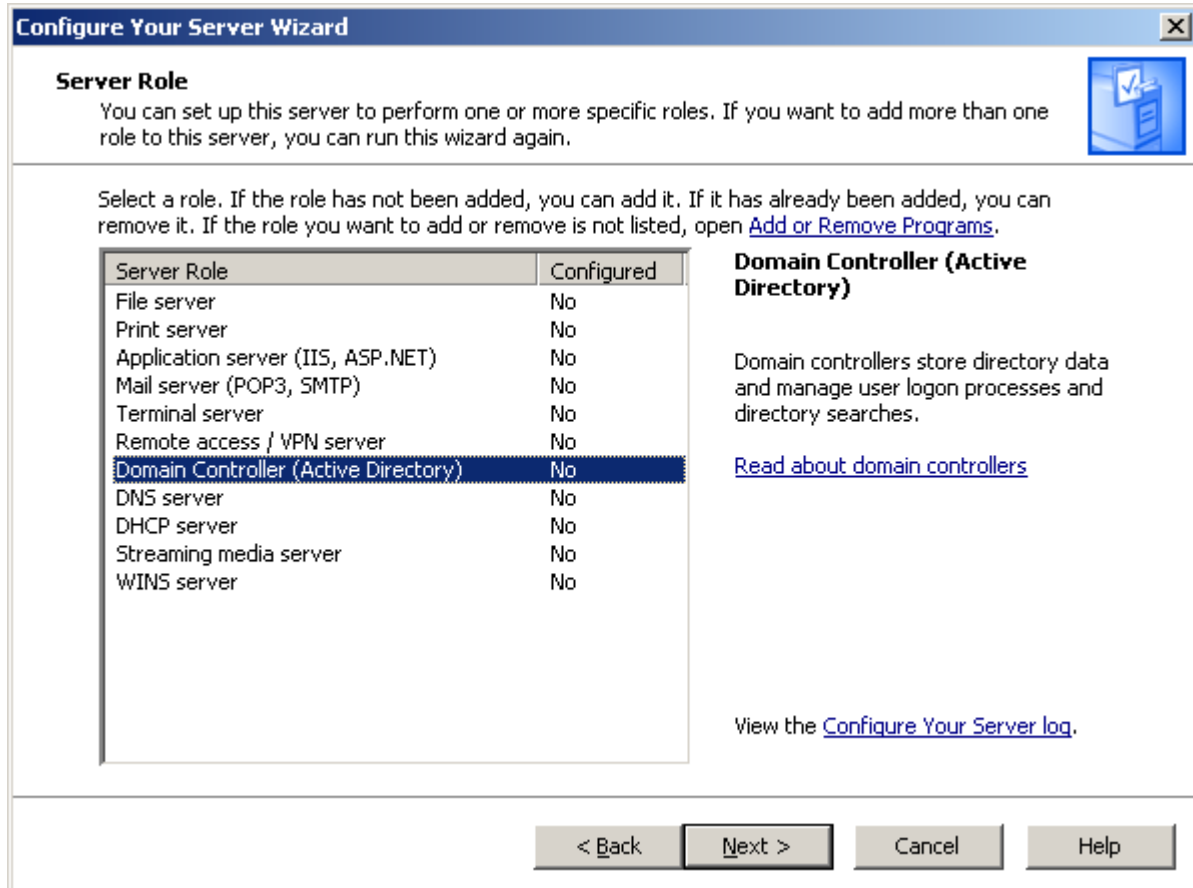 Configure Your Server Wizard
Server Role
You can set up this server to perform one or more specific roles. If you want to add more than one
role to this server, you can run this wizard again.
Select a role. If the role has not been added, you can add it. If it has already been added, you can
remove it. If the role you want to add or remove is not listed, open Add or Remove Programs.
Server Role Configured
File server No
Print server No
Application server (IIS, ASP.NET) No
Mail server (POP3, SMTP) No
Terminal server No
Remote access / VPN server No
Domain Controller (Active Directory) No
DNS server No
DHCP server No
Streaming media server No
WINS server No
Domain Controller (Active
Directory)
Domain controllers store directory data
and manage user logon processes and
directory searches.
Read about domain controllers
View the Configure Your Server log.
< Back Next > Cancel Help